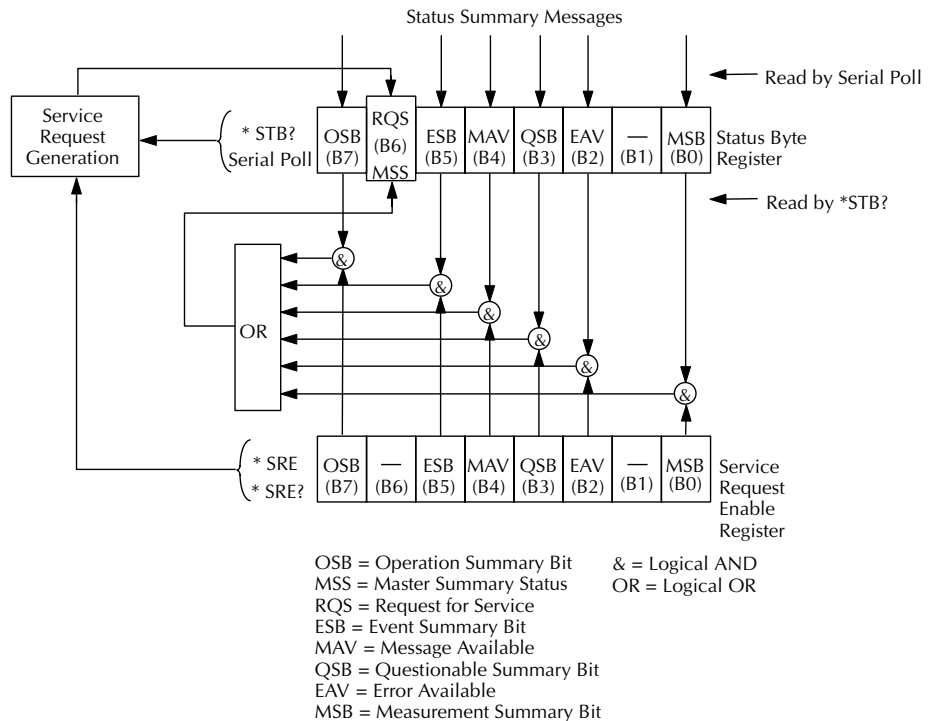 Status Summary Messages
Read by Serial Poll
Service
Request
Generation
* STB?
Serial Poll
OSB
(B7)
RQS
(B6)
MSS
ESB
(B5)
MAV
(B4)
QSB
(B3)
EAV
(B2)
—
(B1)
MSB
(B0)
Status Byte
Register
Read by *STB?
&
&
&
&
&
&
OR
* SRE
* SRE?
OSB
(B7)
—
(B6)
ESB
(B5)
MAV
(B4)
QSB
(B3)
EAV
(B2)
—
(B1)
MSB
(B0)
Service
Request
Enable
Register
OSB = Operation Summary Bit
MSS = Master Summary Status
RQS = Request for Service
ESB = Event Summary Bit
MAV = Message Available
QSB = Questionable Summary Bit
EAV = Error Available
MSB = Measurement Summary Bit
& = Logical AND
OR = Logical OR